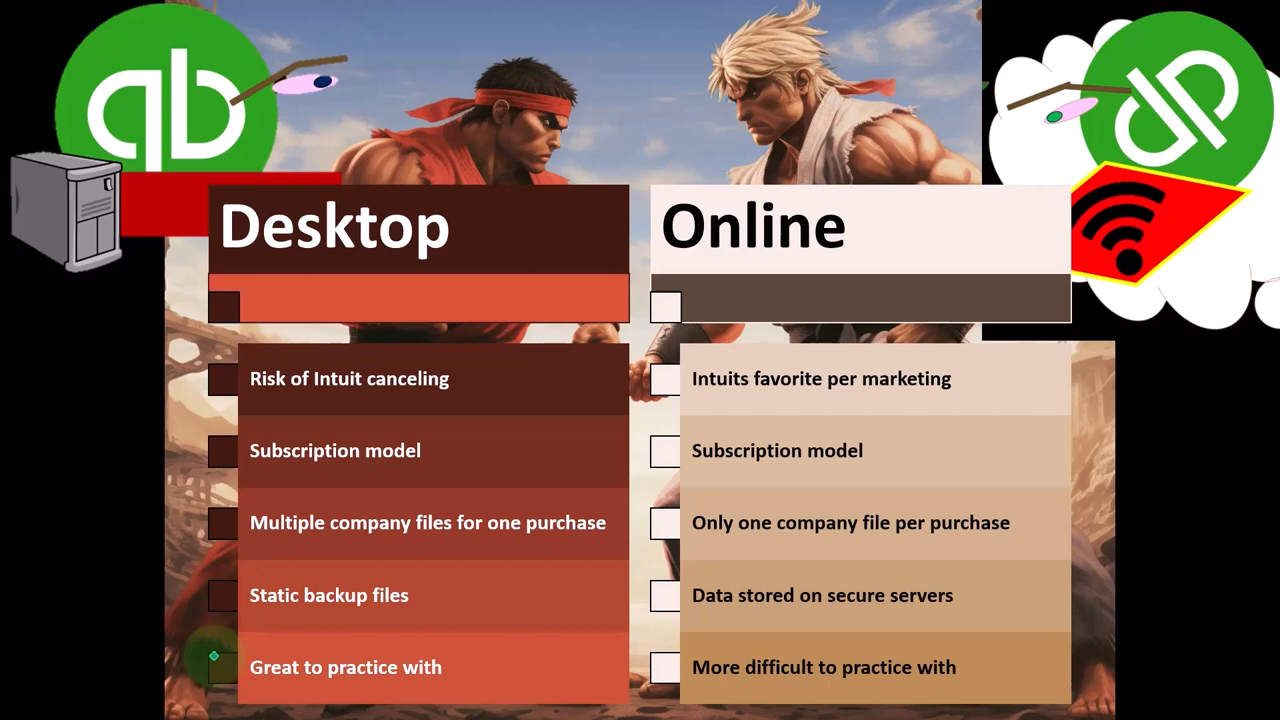 qb
qb
Desktop
Online
Risk of Intuit canceling
Intuits favorite per marketing
Subscription model
Subscription model
Multiple company files for one purchase
Only one company file per purchase
Static backup files
Data stored on secure servers
Great to practice with
More difficult to practice with